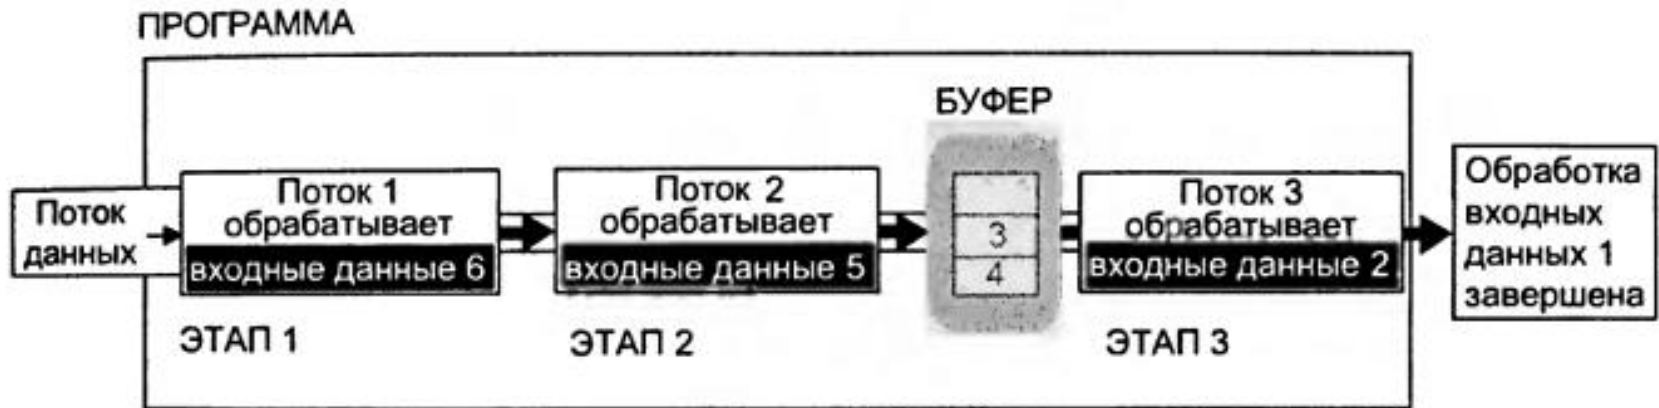 ПРОГРАММА
БУФЕР
Поток
данных
Поток 1
обрабатывает
входные данные 6
Поток 2
обрабатывает
входные данные 5
3
4
Поток 3
обрабатывает
входные данные 2
Обработка
входных
данных 1
завершена
ЭТАП 1
ЭТАП 2
ЭТАП 3